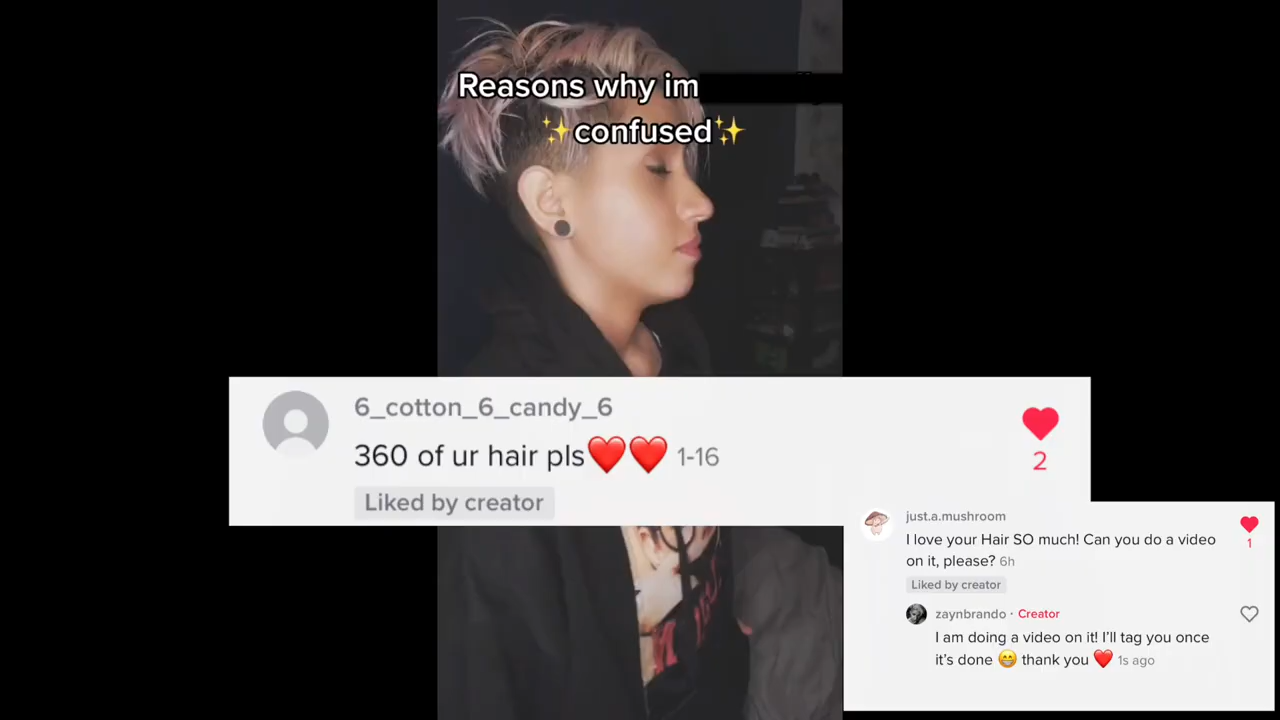 Reasons why im
✨confused✨
6_cotton_6_candy_6
360 of ur hair pls❤️❤️ 1-16
2
Liked by creator
just.a.mushroom
I love your Hair SO much! Can you do a video
on it, please? 6h
1
Liked by creator
zaynbrando · Creator
I am doing a video on it! I'll tag you once
it's done 😁 thank you ❤️ 1s ago